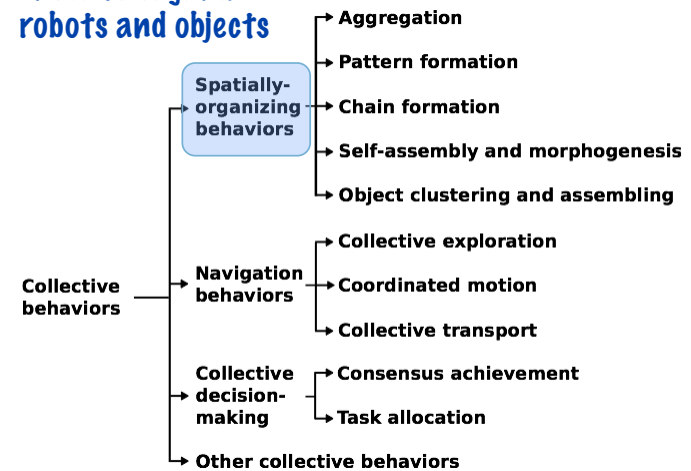 robots and objects
Aggregation
Pattern formation
Spatially-
organizing
behaviors
Chain formation
Self-assembly and morphogenesis
Object clustering and assembling
Collective
behaviors
Navigation
behaviors
Collective exploration
Coordinated motion
Collective transport
Collective
decision-
making
Consensus achievement
Task allocation
Other collective behaviors